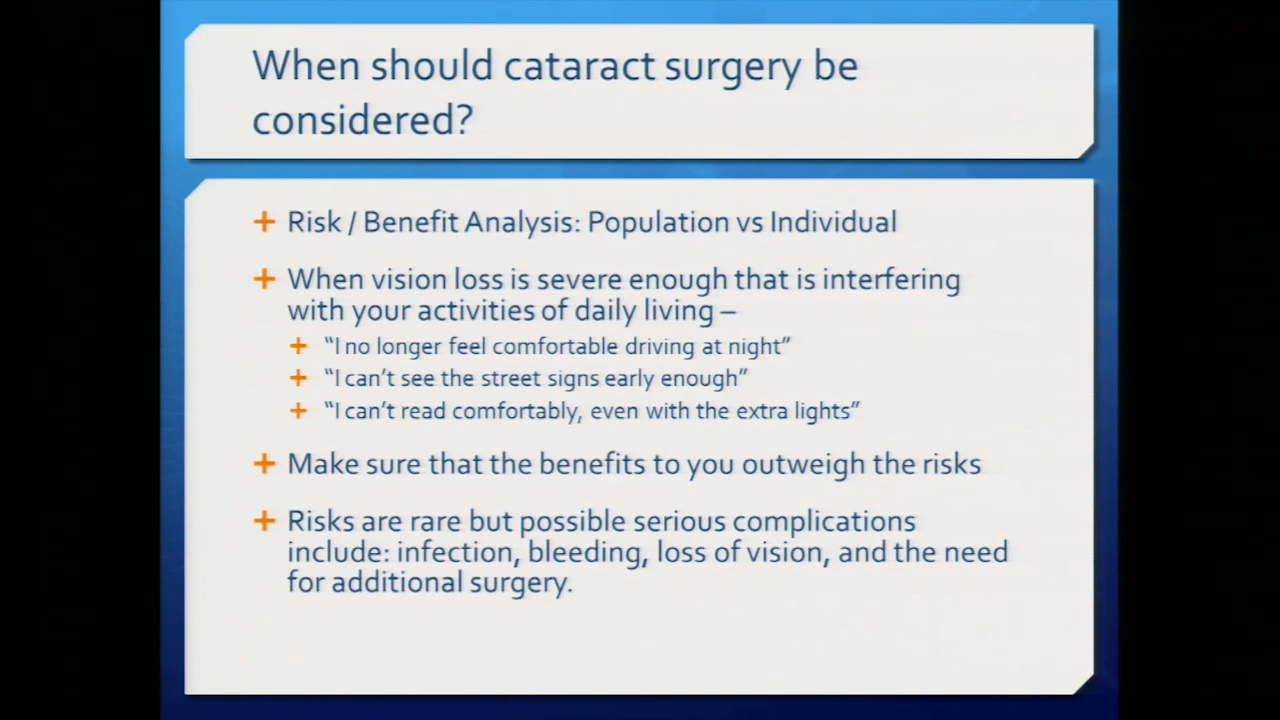 When should cataract surgery be
considered?
+ Risk / Benefit Analysis: Population vs Individual
+ When vision loss is severe enough that is interfering
with your activities of daily living –
+ “I no longer feel comfortable driving at night”
+ “I can’t see the street signs early enough”
+ “I can’t read comfortably, even with the extra lights”
+ Make sure that the benefits to you outweigh the risks
+ Risks are rare but possible serious complications
include: infection, bleeding, loss of vision, and the need
for additional surgery.